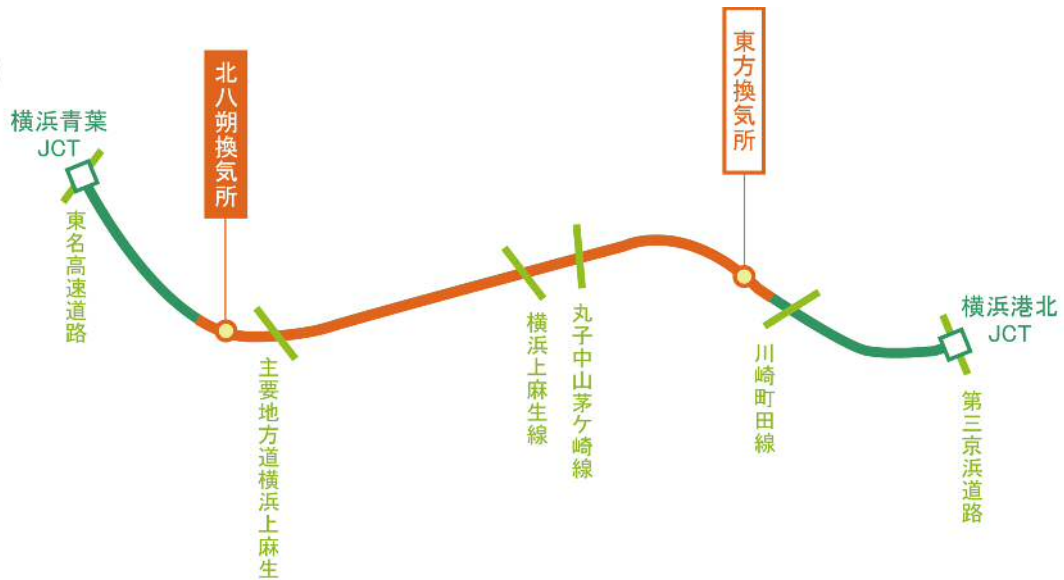 横浜青葉
JCT
東名高速道路
北八朔換気所
主要地方道横浜上麻生
横浜上麻生線
丸子中山茅ケ崎線
東方換気所
川崎町田線
横浜港北
JCT
第三京浜道路